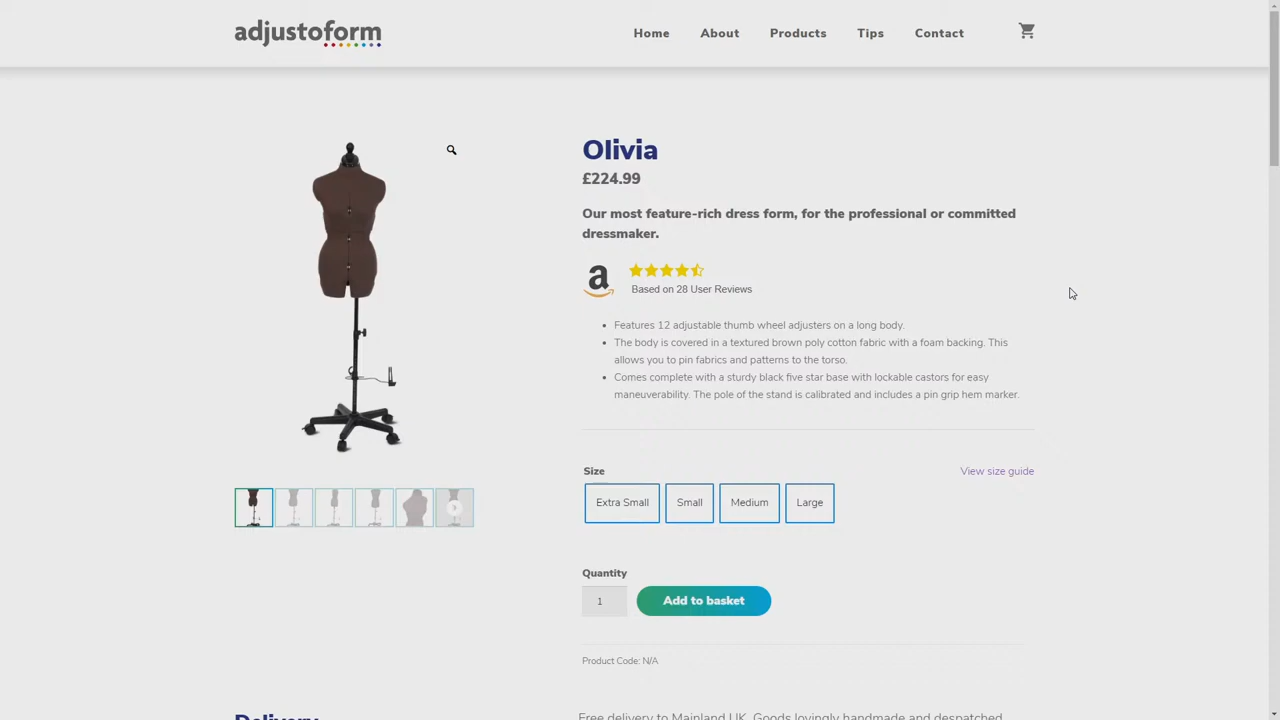 adjustoform
Home
About
Products
Tips
Contact
Olivia
£224.99
Our most feature-rich dress form, for the professional or committed
dressmaker.
a
Based on 28 User Reviews
Features 12 adjustable thumb wheel adjusters on a long body.
The body is covered in a textured brown poly cotton fabric with a foam backing. This
allows you to pin fabrics and patterns to the torso.
Comes complete with a sturdy black five star base with lockable castors for easy
maneuverability. The pole of the stand is calibrated and includes a pin grip hem marker.
Size
View size guide
Extra Small
Small
Medium
Large
Quantity
1
Add to basket
Product Code: N/A
Delivery
Free delivery to Mainland UK. Goods lovingly handmade and despatched